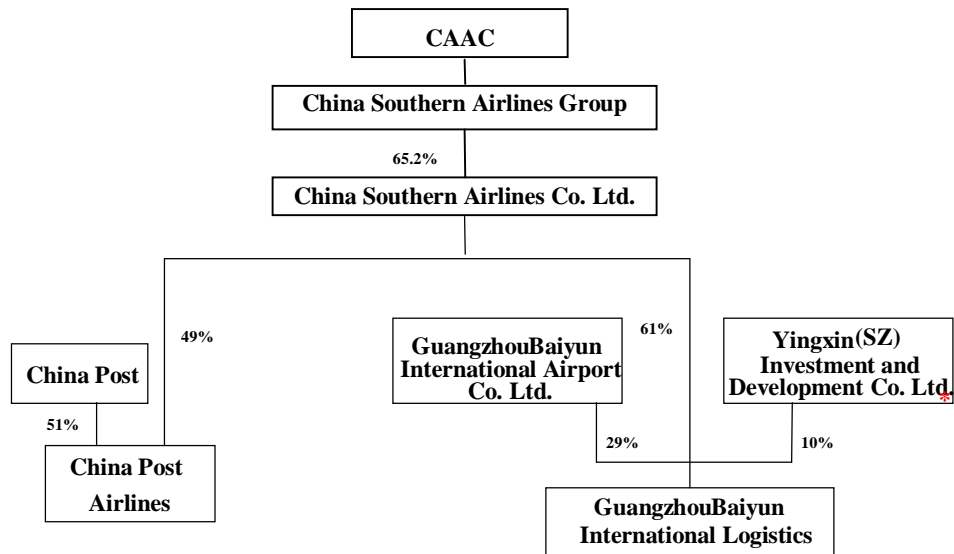 CAAC
China Southern Airlines Group
65.2%
China Southern Airlines Co. Ltd.
49%
61%
China Post
GuangzhouBaiyun
International Airport
Co. Ltd.
Yingxin(SZ)
Investment and
Development Co. Ltd.*
51%
29%
10%
China Post
Airlines
GuangzhouBaiyun
International Logistics